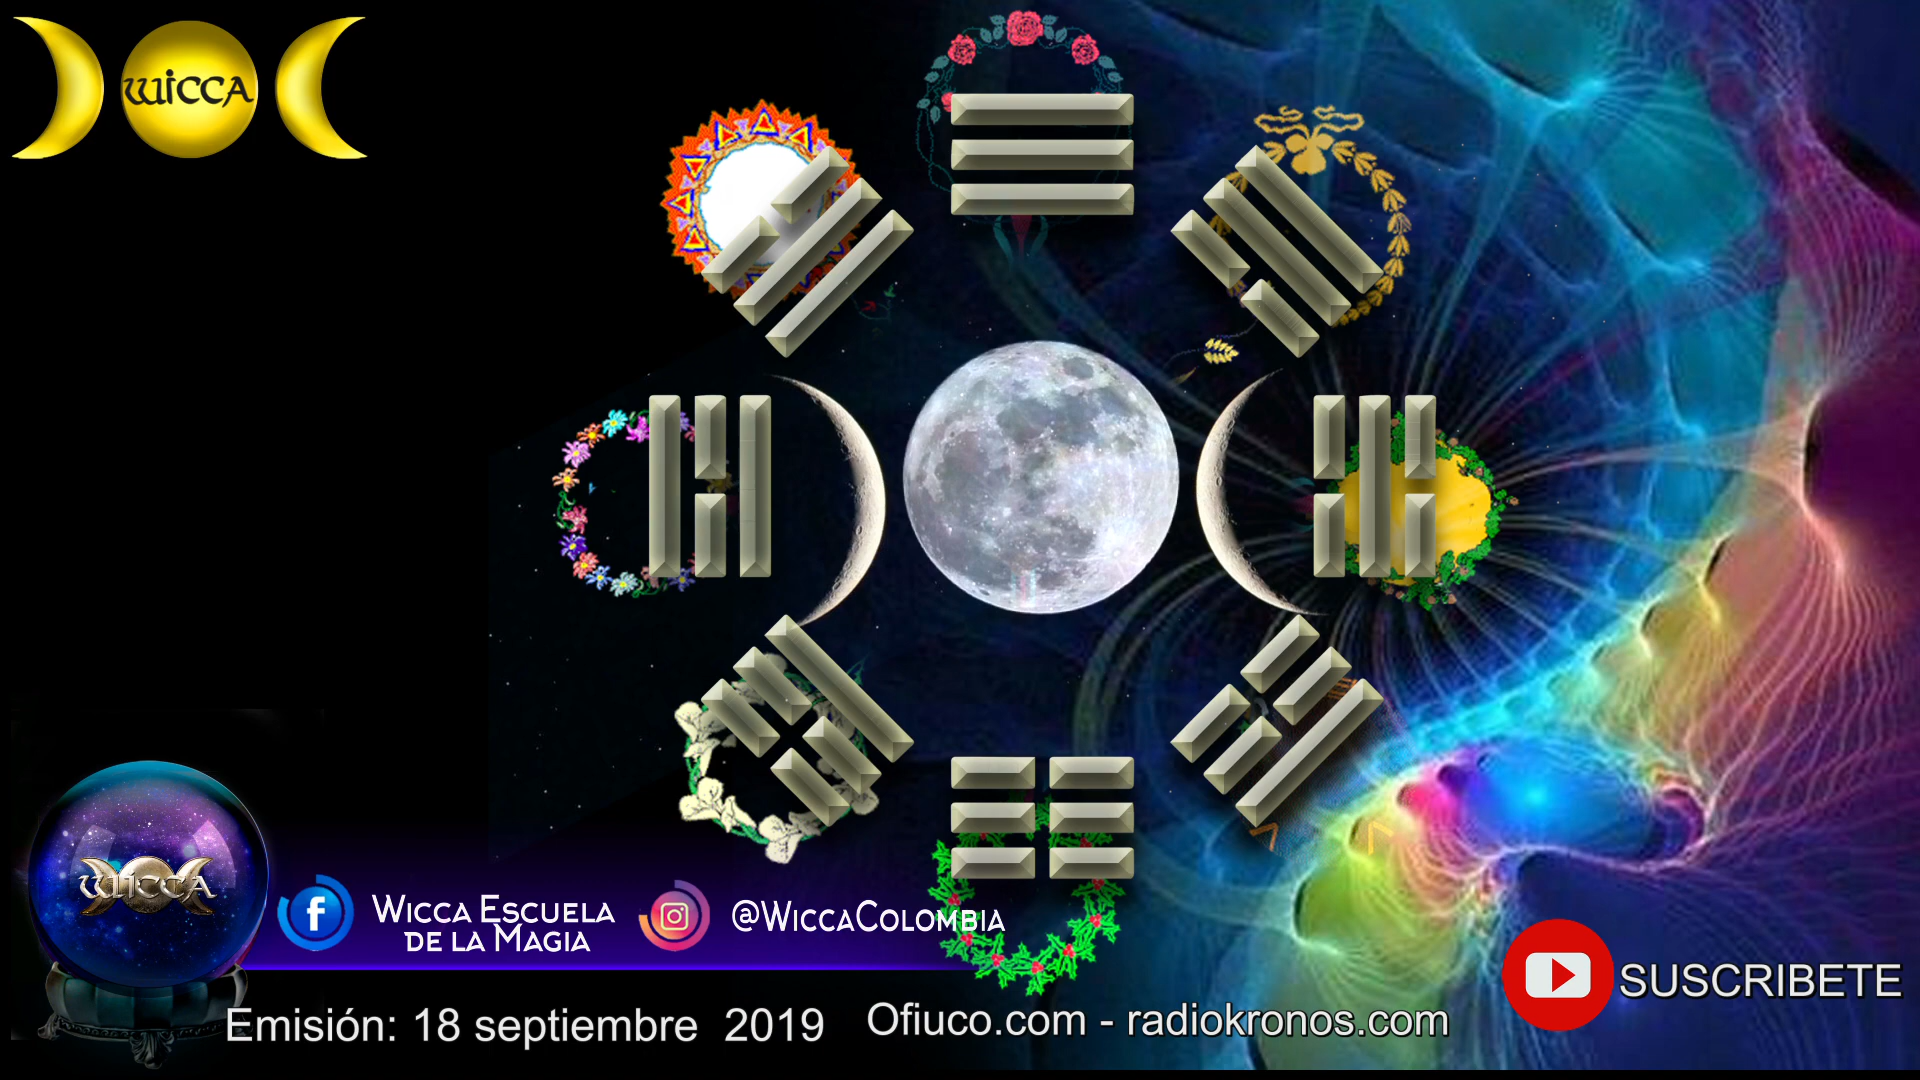 WICCA
WICCA
WICCA ESCUELA
DE LA MAGIA
@WICCACOLOMBIA
SUSCRIBETE
Emisión: 18 septiembre 2019
Ofiuco.com - radiokronos.com